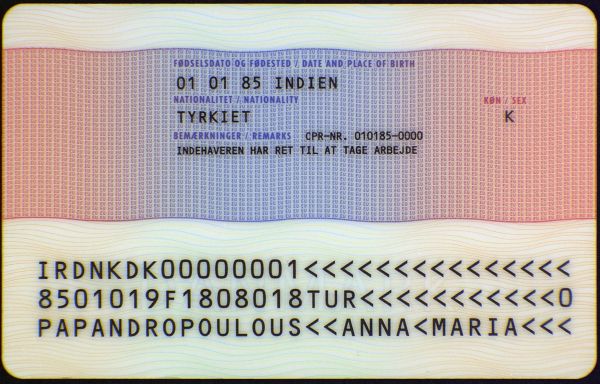 FØDSELSDATO OG FØDESTED / DATE AND PLACE OF BIRTH
01 01 85 INDIEN
NATIONALITET / NATIONALITY
KØN / SEX
TYRKIET
K
BEMÆRKNINGER / REMARKS CPR-NR. 010185-0000
INDEHAVEREN HAR RET TIL AT TAGE ARBEJDE
IRDNKDK00000001<<<<<<<<<<<<<<<
8501019F1808018TUR<<<<<<<<<<<0
PAPANDROPOULOUS<<ANNA<MARIA<<<